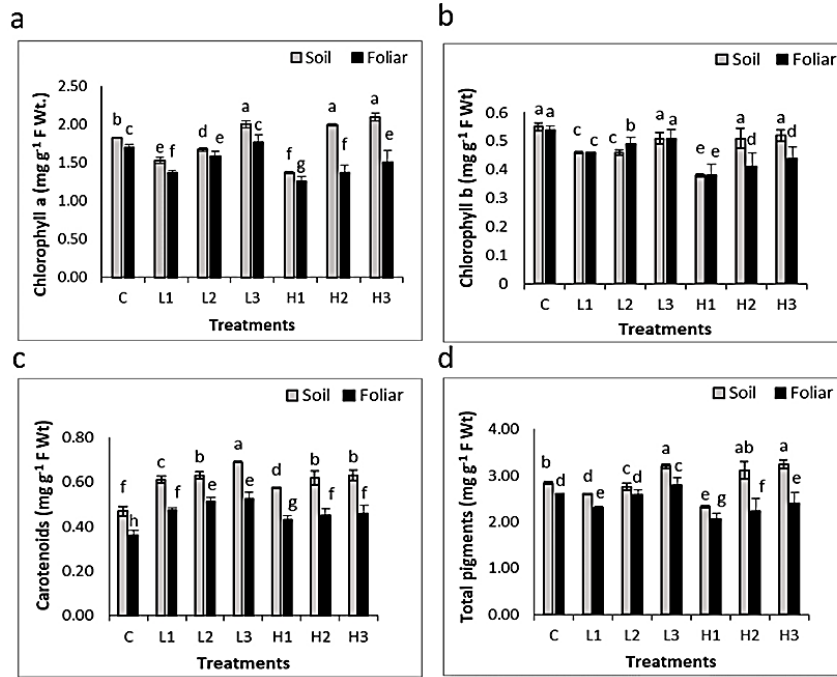 a
Soil Foliar
Chlorophyll a (mg g⁻¹ F Wt.)
2.50
2.00
1.50
1.00
0.50
0.00
b c e f d e a c f g a f a e
C L1 L2 L3 H1 H2 H3
Treatments
b
Soil Foliar
Chlorophyll b (mg g⁻¹ F Wt)
0.6
0.5
0.4
0.3
0.2
0.1
0
a a c c c b a a e e a d a d
C L1 L2 L3 H1 H2 H3
Treatments
c
Soil Foliar
Carotenoids (mg g⁻¹ F Wt)
0.80
0.60
0.40
0.20
0.00
f h c f b e a e d g b f b f
C L1 L2 L3 H1 H2 H3
Treatments
d
Soil Foliar
Total pigments (mg g⁻¹ F Wt)
4.00
3.00
2.00
1.00
0.00
b d d e c d a c e g ab f a e
C L1 L2 L3 H1 H2 H3
Treatments